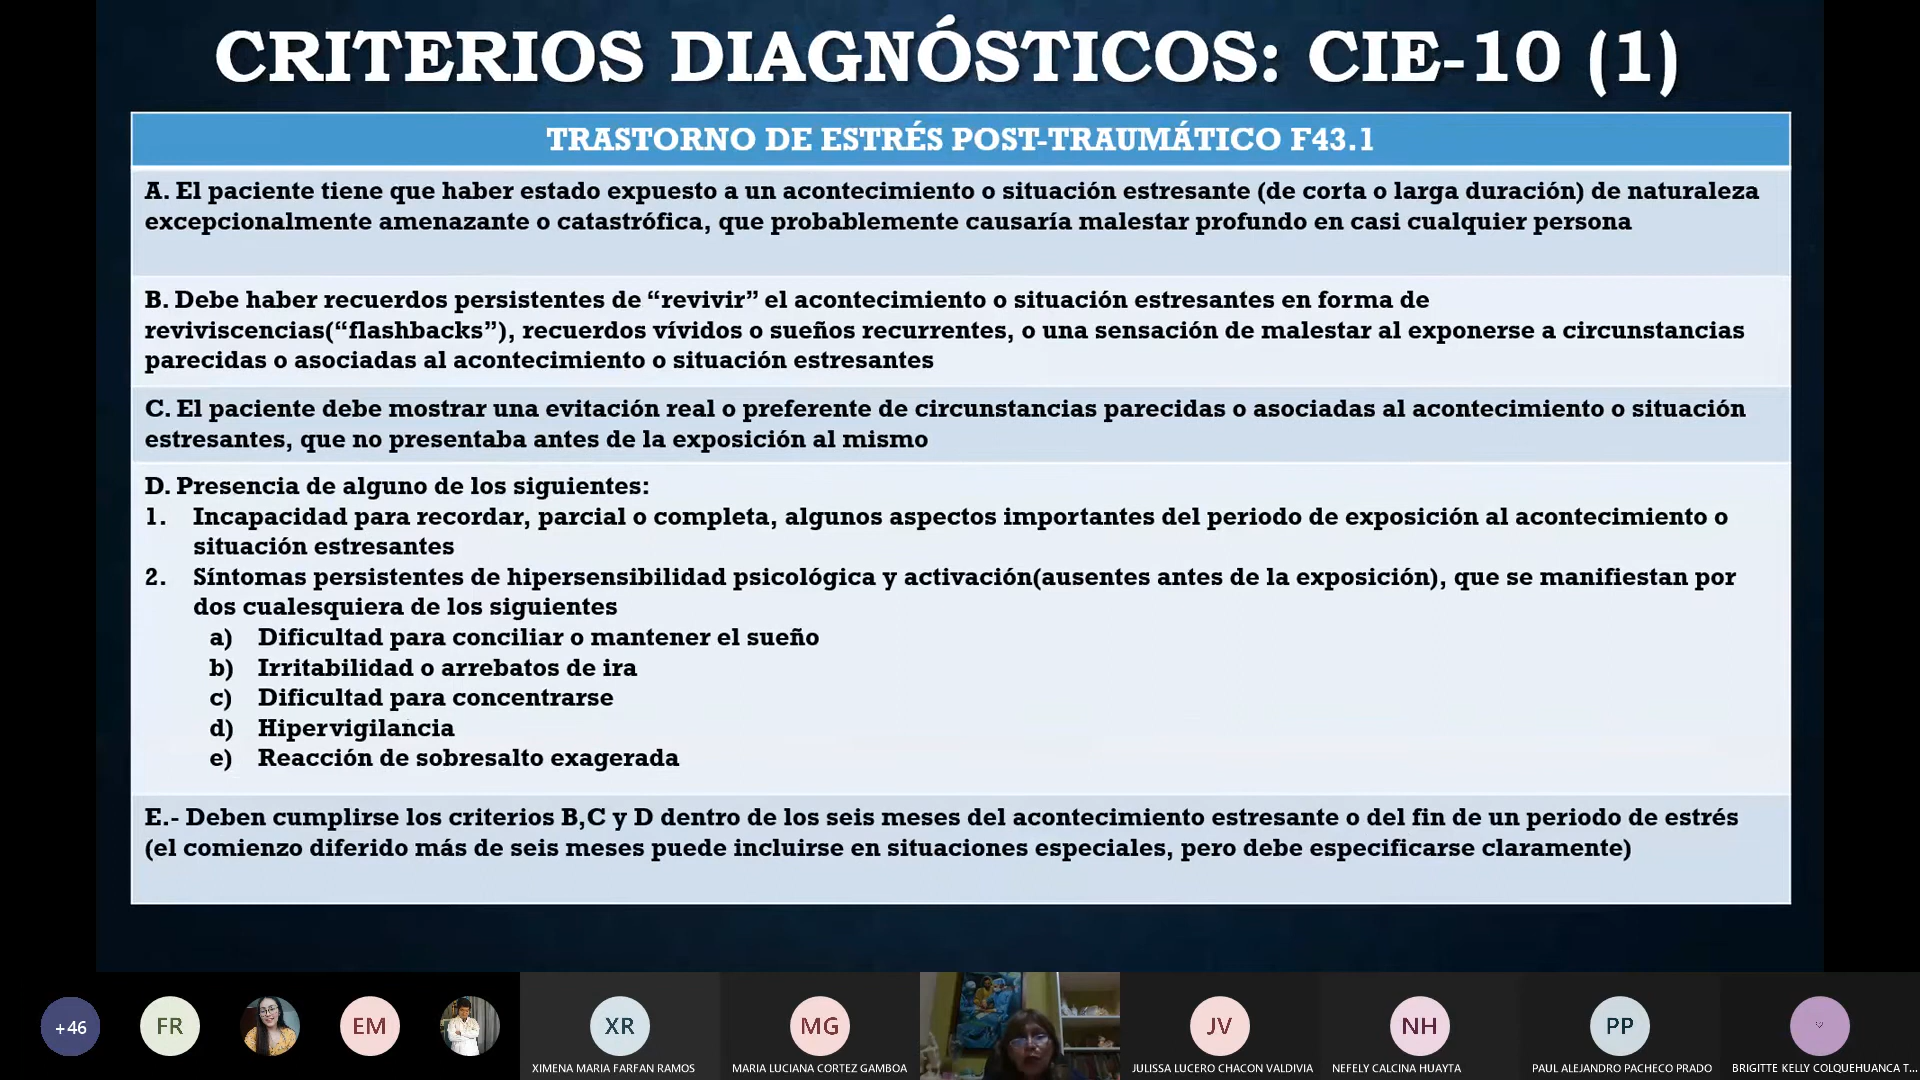 CRITERIOS DIAGNÓSTICOS: CIE-10 (1)
TRASTORNO DE ESTRÉS POST-TRAUMÁTICO F43.1
A. El paciente tiene que haber estado expuesto a un acontecimiento o situación estresante (de corta o larga duración) de naturaleza
excepcionalmente amenazante o catastrófica, que probablemente causaría malestar profundo en casi cualquier persona
B. Debe haber recuerdos persistentes de “revivir” el acontecimiento o situación estresantes en forma de
reviviscencias(“flashbacks”), recuerdos vívidos o sueños recurrentes, o una sensación de malestar al exponerse a circunstancias
parecidas o asociadas al acontecimiento o situación estresantes
C. El paciente debe mostrar una evitación real o preferente de circunstancias parecidas o asociadas al acontecimiento o situación
estresantes, que no presentaba antes de la exposición al mismo
D. Presencia de alguno de los siguientes:
1. Incapacidad para recordar, parcial o completa, algunos aspectos importantes del periodo de exposición al acontecimiento o
situación estresantes
2. Síntomas persistentes de hipersensibilidad psicológica y activación(ausentes antes de la exposición), que se manifiestan por
dos cualesquiera de los siguientes
a) Dificultad para conciliar o mantener el sueño
b) Irritabilidad o arrebatos de ira
c) Dificultad para concentrarse
d) Hipervigilancia
e) Reacción de sobresalto exagerada
E.- Deben cumplirse los criterios B,C y D dentro de los seis meses del acontecimiento estresante o del fin de un periodo de estrés
(el comienzo diferido más de seis meses puede incluirse en situaciones especiales, pero debe especificarse claramente)
+46 FR EM XR MG JV NH PP
XIMENA MARIA FARFAN RAMOS MARIA LUCIANA CORTEZ GAMBOA JULISSA LUCERO CHACON VALDIVIA NEFELY CALCINA HUAYTA PAUL ALEJANDRO PACHECO PRADO BRIGITTE KELLY COLQUEHUANCA T...